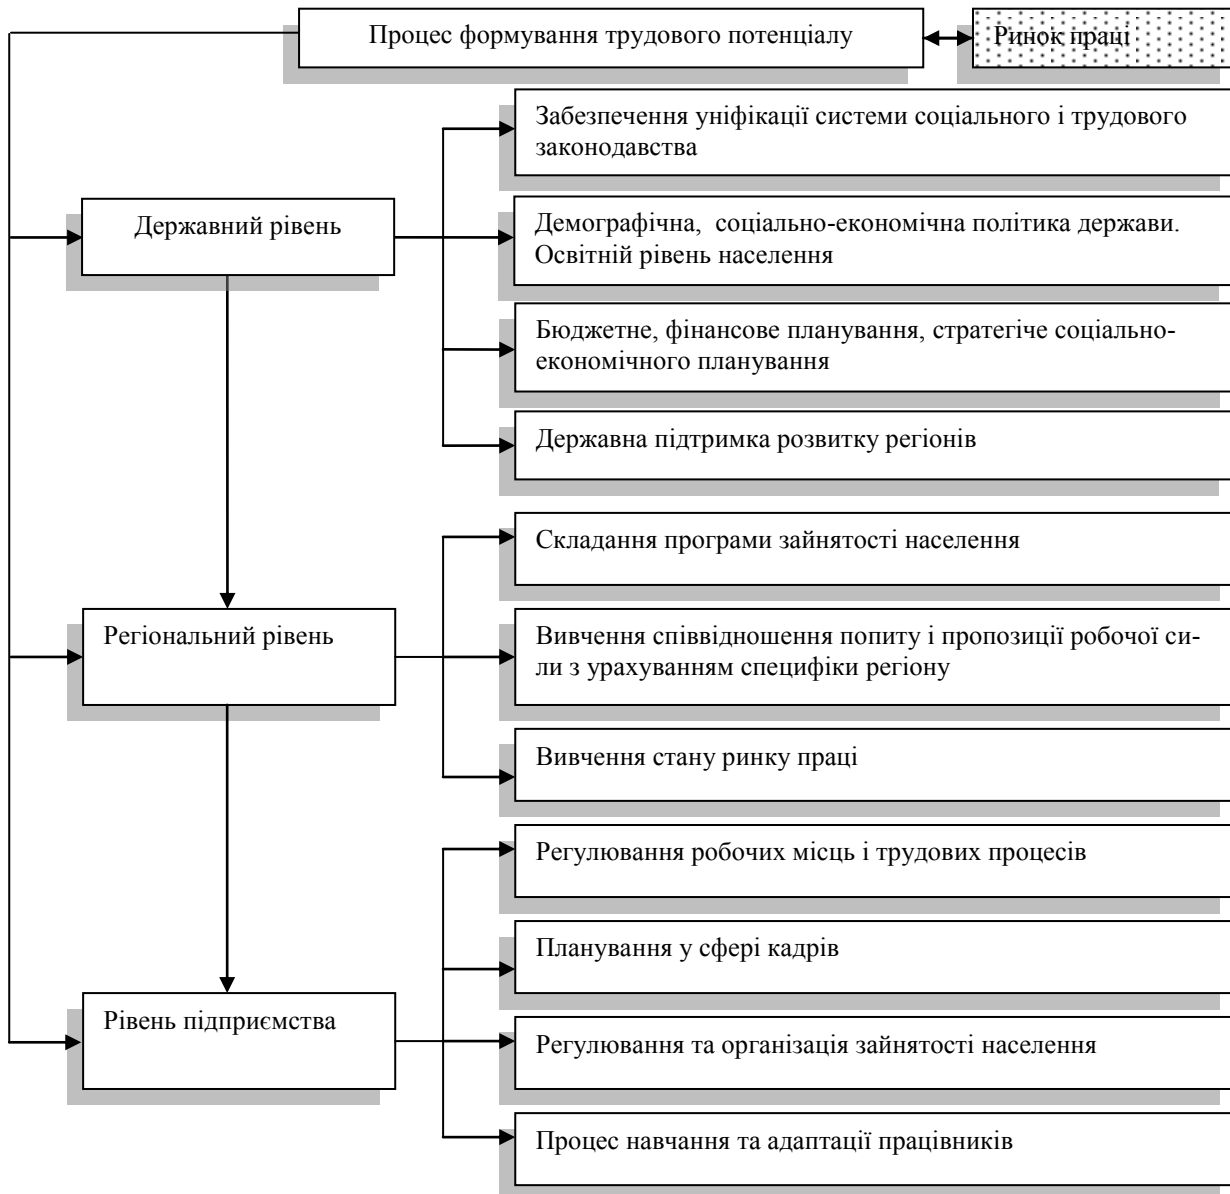 Процес формування трудового потенціалу
Ринок праці
Забезпечення уніфікації системи соціального і трудового
законодавства
Державний рівень
Демографічна, соціально-економічна політика держави.
Освітній рівень населення
Бюджетне, фінансове планування, стратегіче соціально-
економічного планування
Державна підтримка розвитку регіонів
Складання програми зайнятості населення
Регіональний рівень
Вивчення співвідношення попиту і пропозиції робочої си-
ли з урахуванням специфіки регіону
Вивчення стану ринку праці
Регулювання робочих місць і трудових процесів
Планування у сфері кадрів
Рівень підприємства
Регулювання та організація зайнятості населення
Процес навчання та адаптації працівників